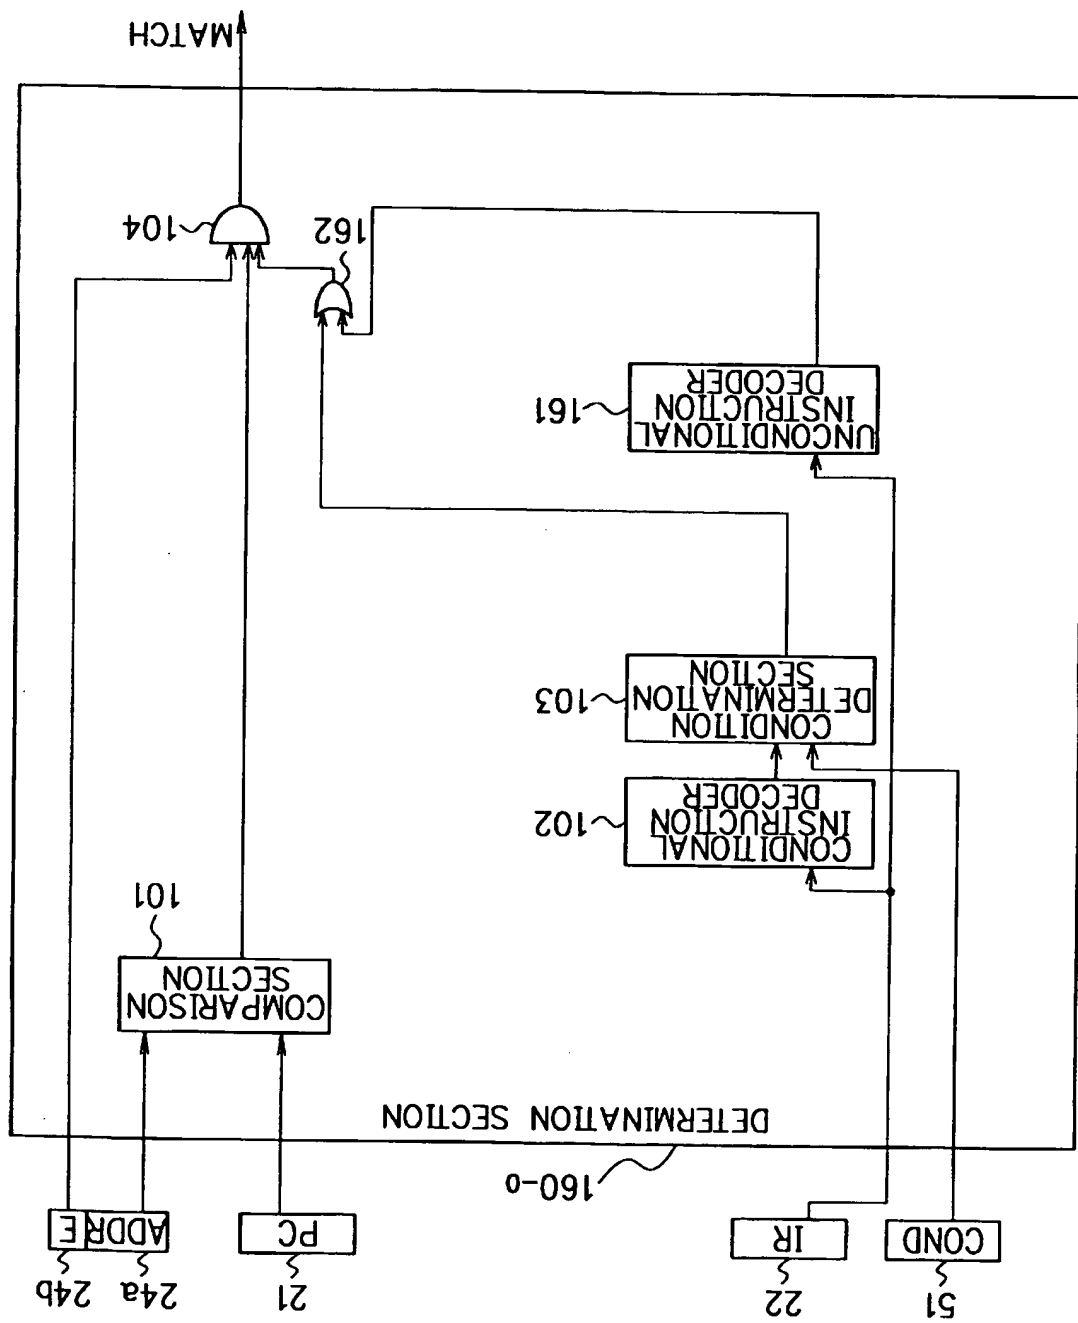 51
22
21
24a
24b
COND
IR
PC
ADDR
E
160-0
DETERMINATION SECTION
COMPARISON
SECTION
101
CONDITIONAL
INSTRUCTION
DECODER
102
CONDITION
DETERMINATION
SECTION
103
UNCONDITIONAL
INSTRUCTION
DECODER
161
162
104
MATCH